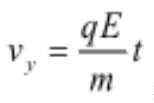 v_y = \frac{qE}{m} t